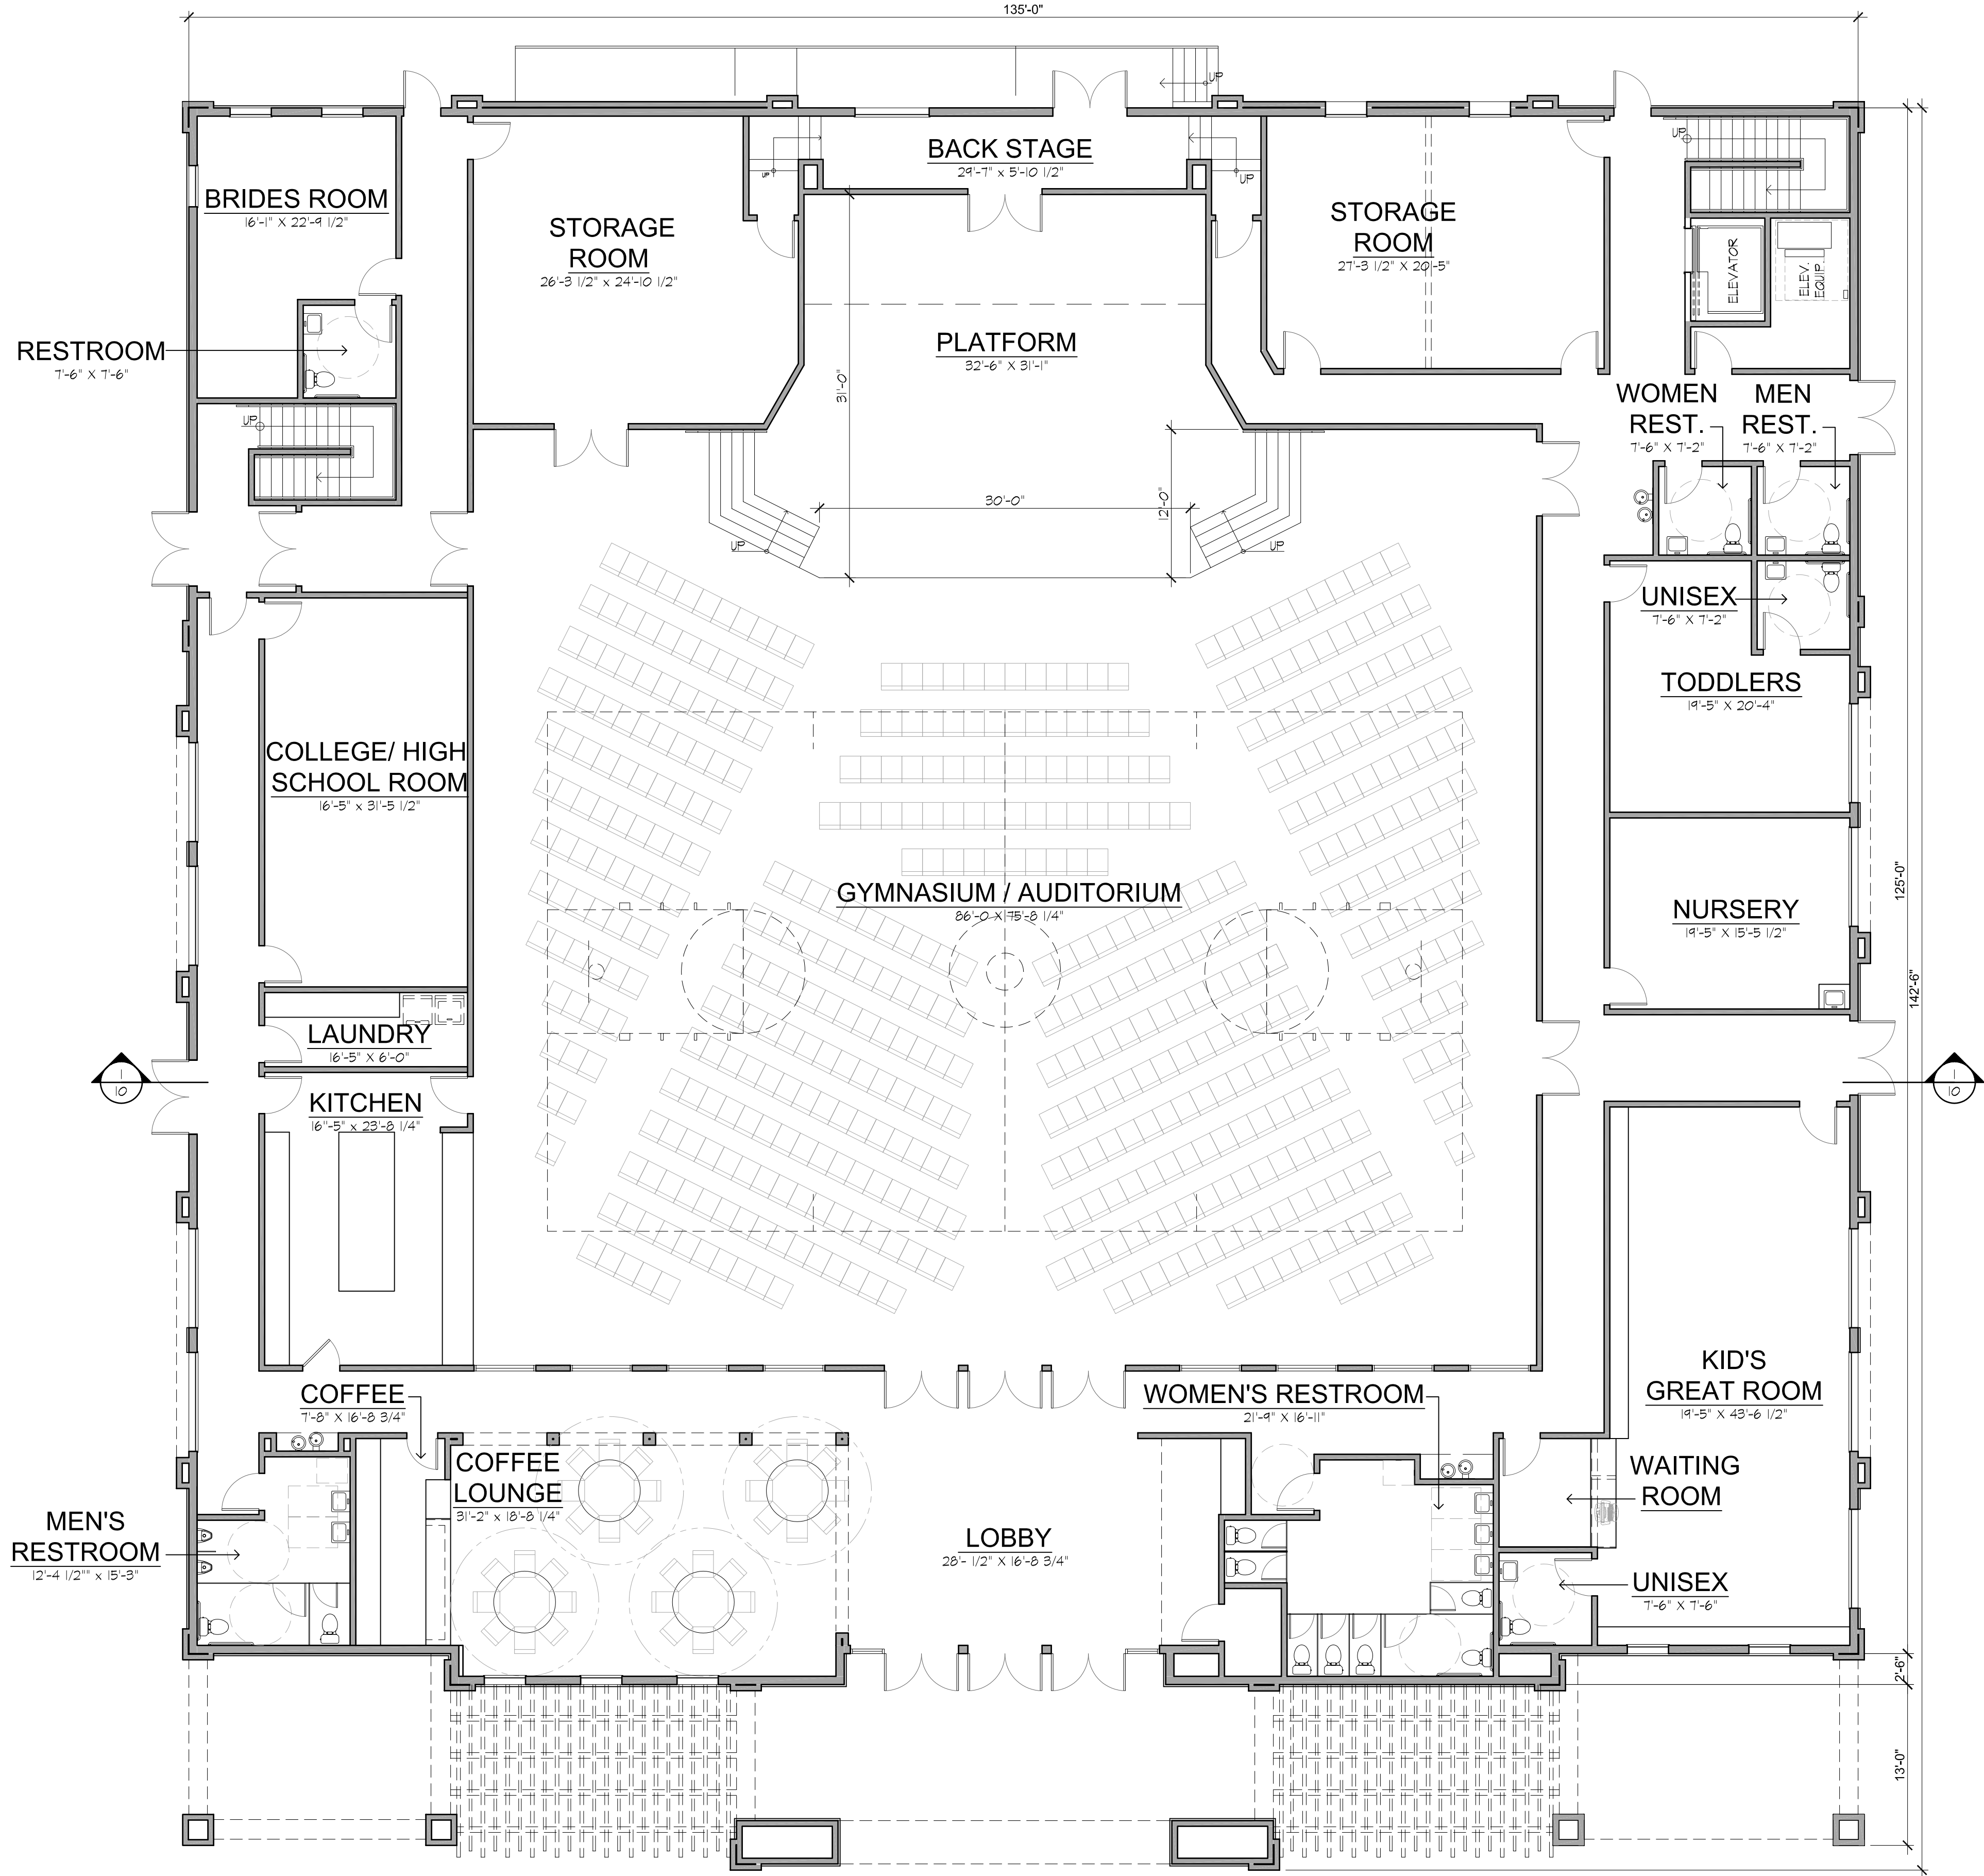 135'-0"
UP
BACK STAGE
29'-7" x 5'-10 1/2"
UP
UP
UP
BRIDES ROOM
16'-1" X 22'-9 1/2"
STORAGE
ROOM
26'-3 1/2" x 24'-10 1/2"
STORAGE
ROOM
27'-3 1/2" X 20'-5"
ELEVATOR
ELEV.
EQUIP.
RESTROOM
7'-6" X 7'-6"
PLATFORM
32'-6" X 31'-1"
31'-0"
WOMEN
REST.
7'-6" X 7'-2"
MEN
REST.
7'-6" X 7'-2"
UP
30'-0"
12'-0"
UP
UP
UNISEX
7'-6" X 7'-2"
TODDLERS
19'-5" X 20'-4"
COLLEGE/ HIGH
SCHOOL ROOM
16'-5" x 31'-5 1/2"
GYMNASIUM / AUDITORIUM
86'-0 X 75'-8 1/4"
NURSERY
19'-5" X 15'-5 1/2"
125'-0"
142'-6"
LAUNDRY
16'-5" X 6'-0"
1
10
1
10
KITCHEN
16"-5" x 23'-8 1/4"
KID'S
GREAT ROOM
19'-5" X 43'-6 1/2"
COFFEE
7'-8" X 16'-8 3/4"
WOMEN'S RESTROOM
21'-9" X 16'-11"
COFFEE
LOUNGE
31'-2" x 18'-8 1/4"
WAITING
ROOM
MEN'S
RESTROOM
12'-4 1/2"" x 15'-3"
LOBBY
28'- 1/2" X 16'-8 3/4"
UNISEX
7'-6" X 7'-6"
2'-6"
13'-0"